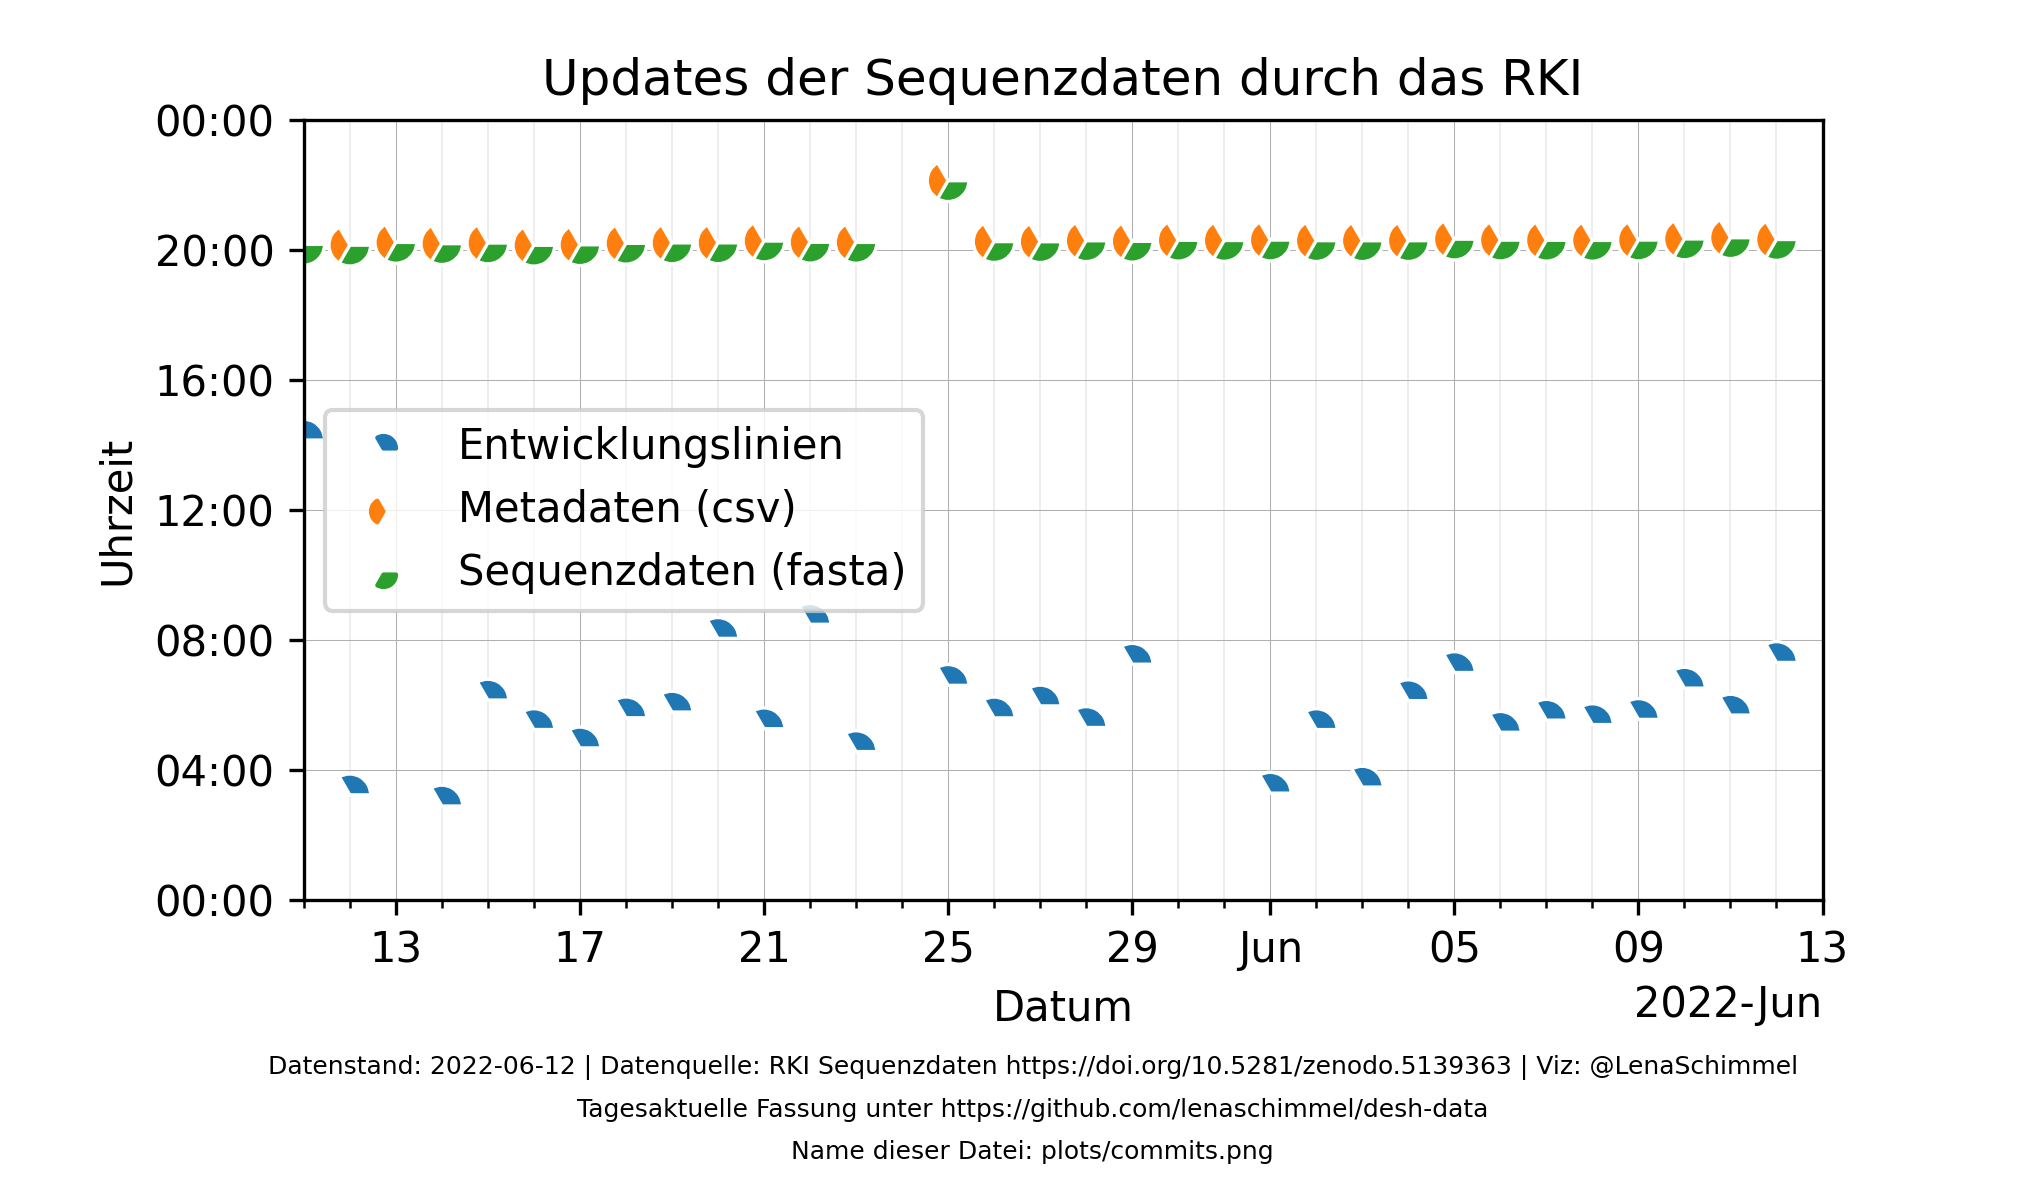 Updates der Sequenzdaten durch das RKI
00:00
20:00
16:00
12:00
08:00
04:00
00:00
Uhrzeit
Entwicklungslinien
Metadaten (csv)
Sequenzdaten (fasta)
13 17 21 25 29 Jun 05 09 13
Datum
2022-Jun
Datenstand: 2022-06-12 | Datenquelle: RKI Sequenzdaten https://doi.org/10.5281/zenodo.5139363 | Viz: @LenaSchimmel
Tagesaktuelle Fassung unter https://github.com/lenaschimmel/desh-data
Name dieser Datei: plots/commits.png